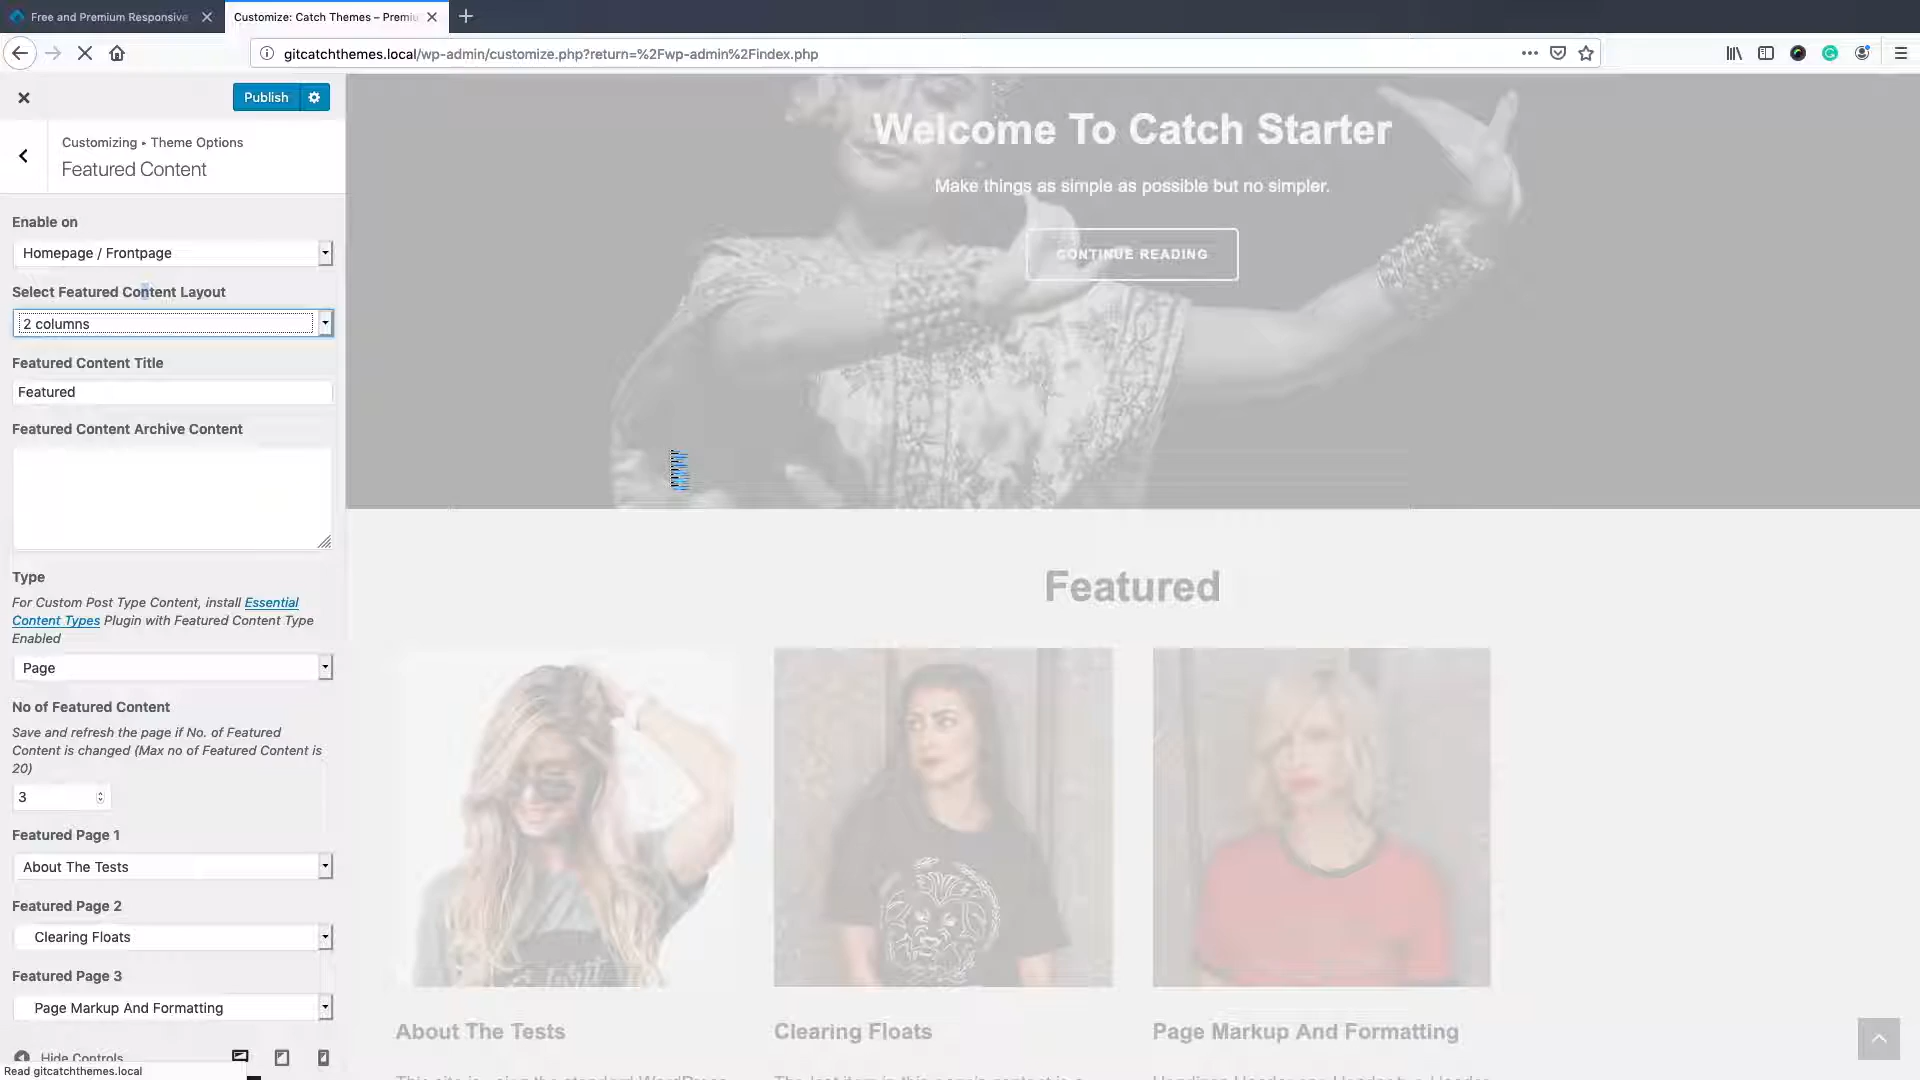 Free and Premium Responsive
Customize: Catch Themes – Premiu
gitcatchthemes.local/wp-admin/customize.php?return=%2Fwp-admin%2Findex.php
Publish
Customizing ▸ Theme Options
Featured Content
Enable on
Homepage / Frontpage
Select Featured Content Layout
2 columns
Featured Content Title
Featured
Featured Content Archive Content
Type
For Custom Post Type Content, install Essential
Content Types Plugin with Featured Content Type
Enabled
Page
No of Featured Content
Save and refresh the page if No. of Featured
Content is changed (Max no of Featured Content is
20)
3
Featured Page 1
About The Tests
Featured Page 2
Clearing Floats
Featured Page 3
Page Markup And Formatting
Hide Controls
Read gitcatchthemes.local
Welcome To Catch Starter
Make things as simple as possible but no simpler.
CONTINUE READING
Featured
About The Tests
Clearing Floats
Page Markup And Formatting